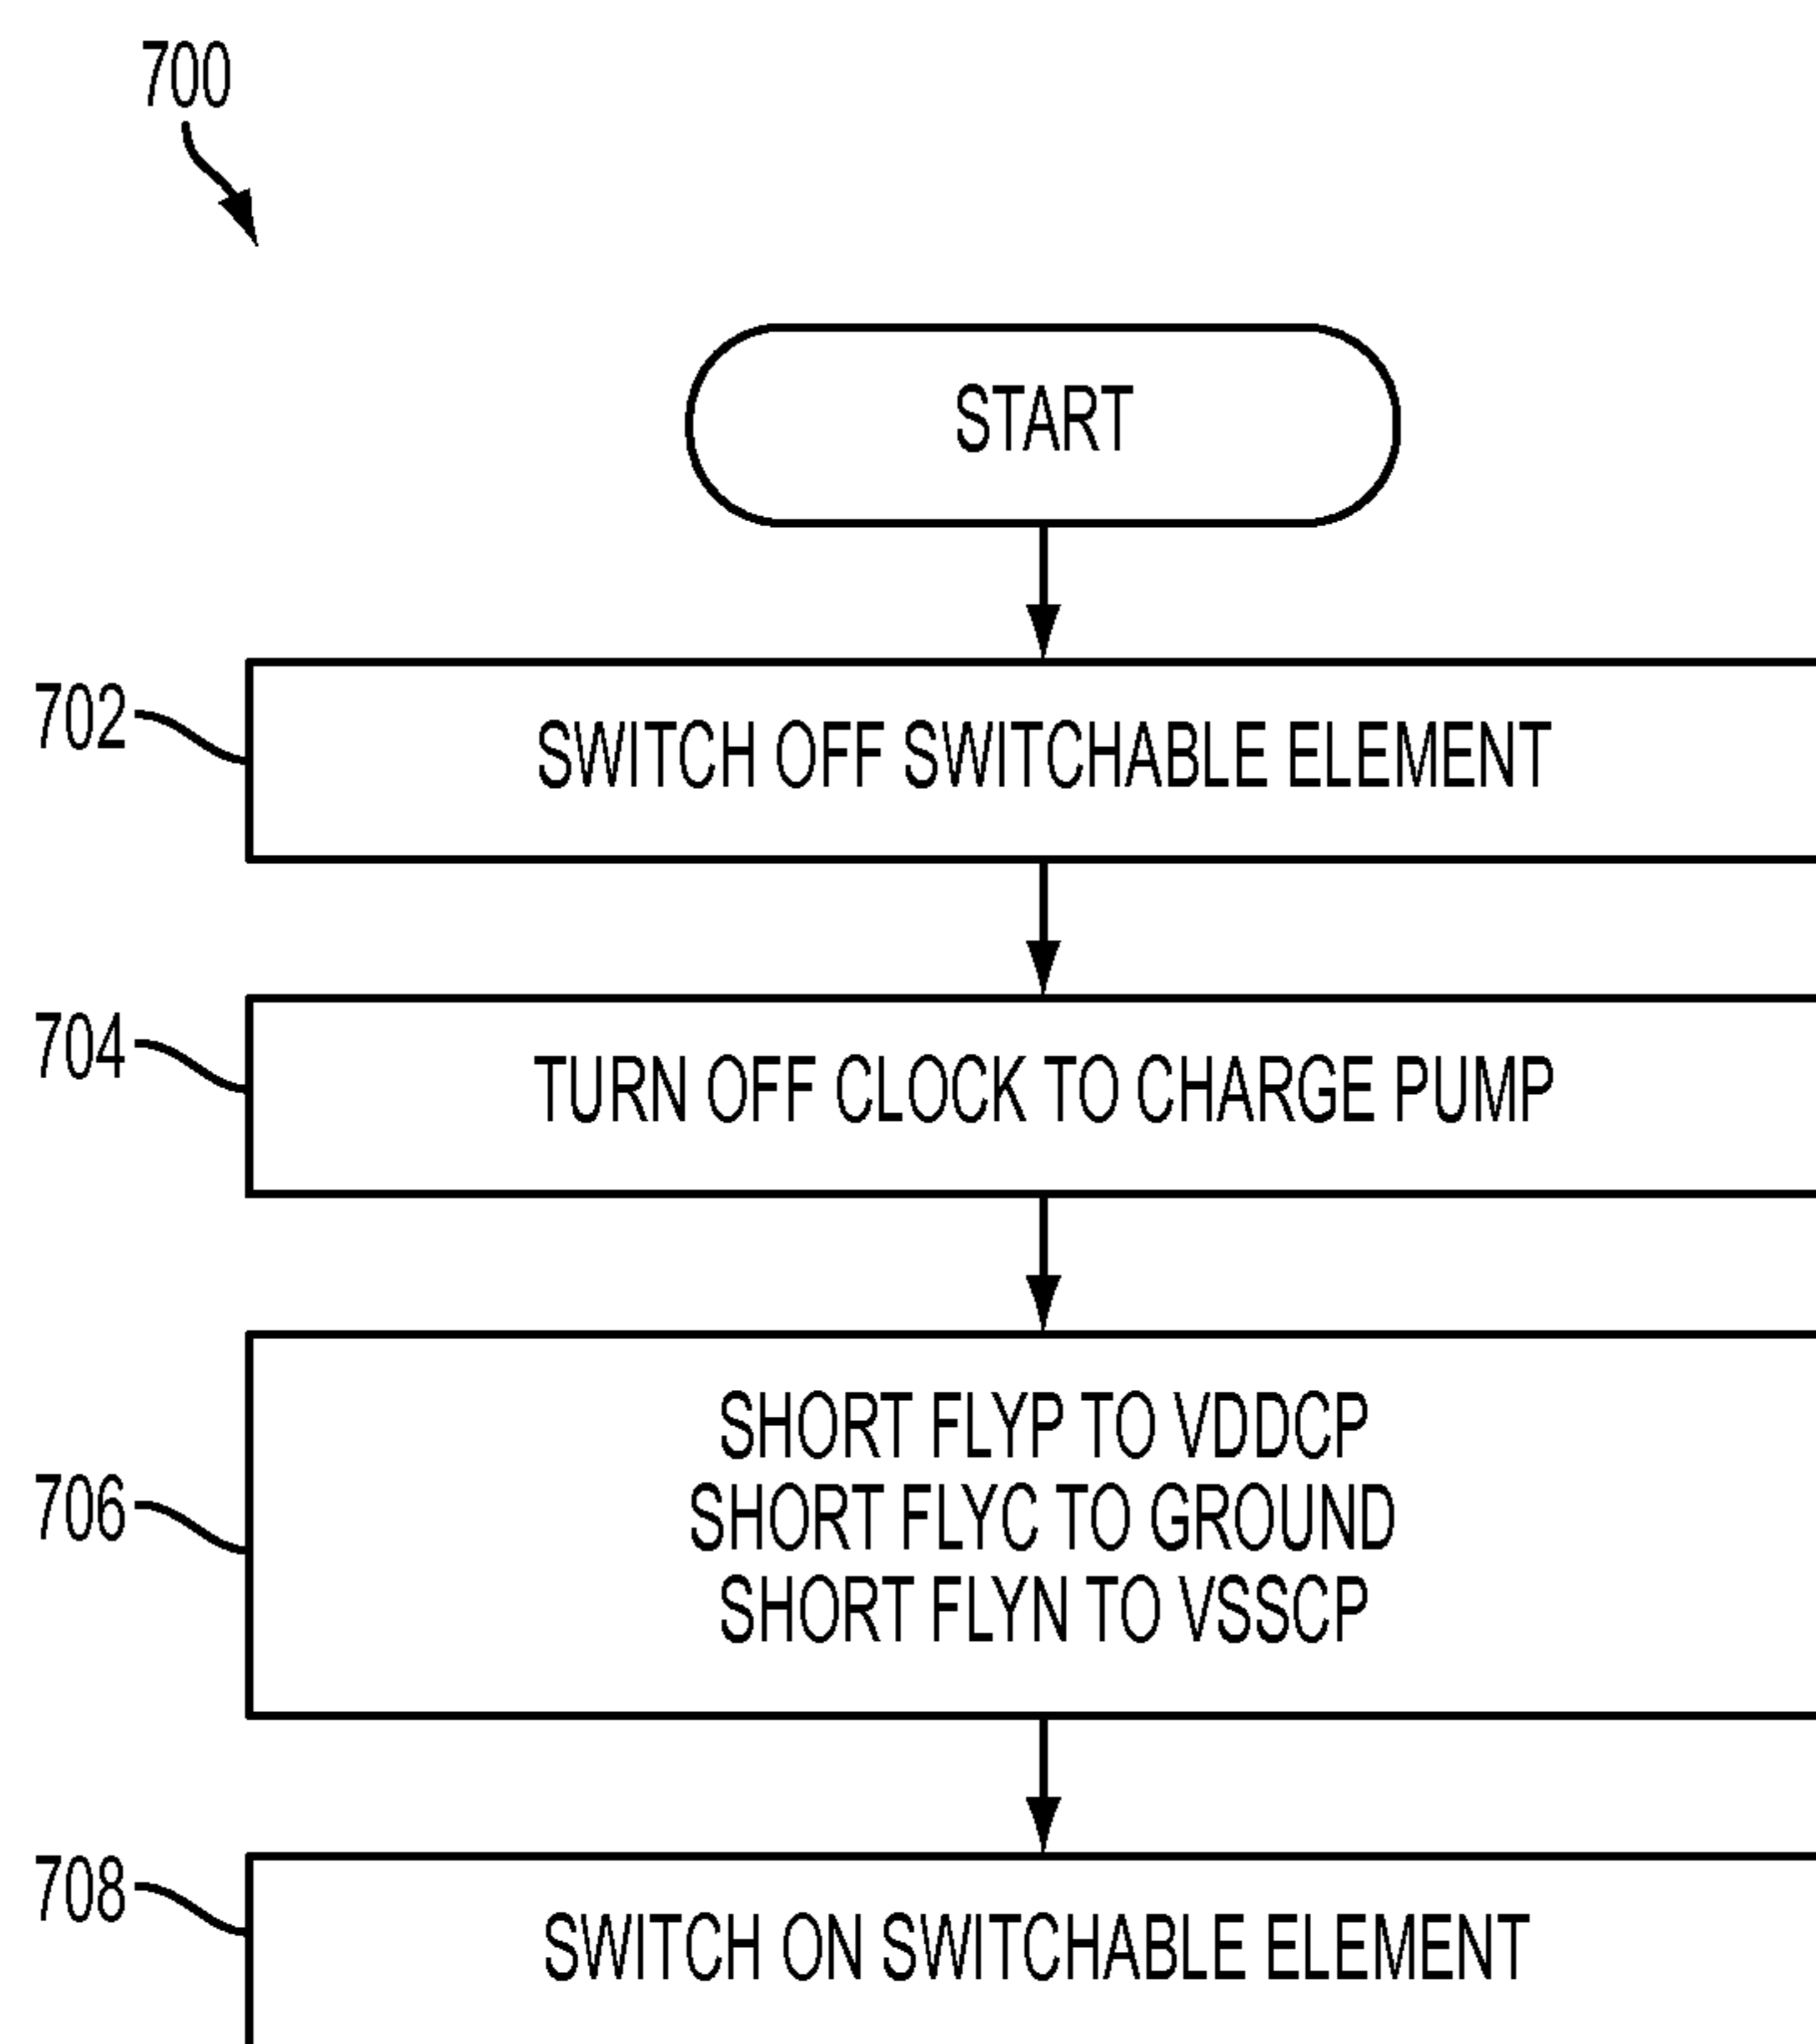 700
START
702
SWITCH OFF SWITCHABLE ELEMENT
704
TURN OFF CLOCK TO CHARGE PUMP
706
SHORT FLYP TO VDDCP
SHORT FLYC TO GROUND
SHORT FLYN TO VSSCP
708
SWITCH ON SWITCHABLE ELEMENT